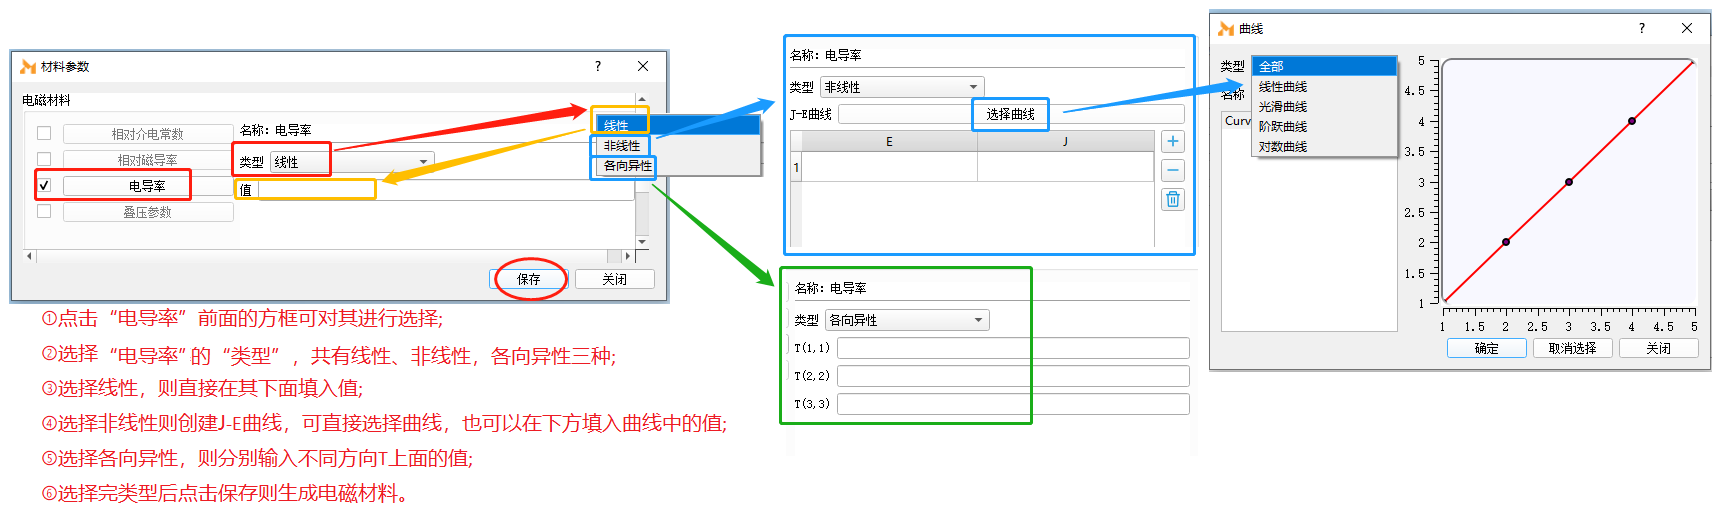 材料参数
?
电磁材料
相对介电常数
相对磁导率
电导率
叠压参数
名称：电导率
类型 线性
值
保存
关闭
线性
非线性
各向异性
名称：电导率
类型 非线性
J-E曲线
选择曲线
E J
1
名称：电导率
类型 各向异性
T(1,1)
T(2,2)
T(3,3)
曲线
?
类型 全部
线性曲线
光滑曲线
阶跃曲线
对数曲线
名称
Curv
5
4.5
4
3.5
3
2.5
2
1.5
1
1 1.5 2 2.5 3 3.5 4 4.5 5
确定
取消选择
关闭
①点击“电导率”前面的方框可对其进行选择;
②选择“电导率”的“类型”，共有线性、非线性，各向异性三种;
③选择线性，则直接在其下面填入值;
④选择非线性则创建J-E曲线，可直接选择曲线，也可以在下方填入曲线中的值;
⑤选择各向异性，则分别输入不同方向T上面的值;
⑥选择完类型后点击保存则生成电磁材料。